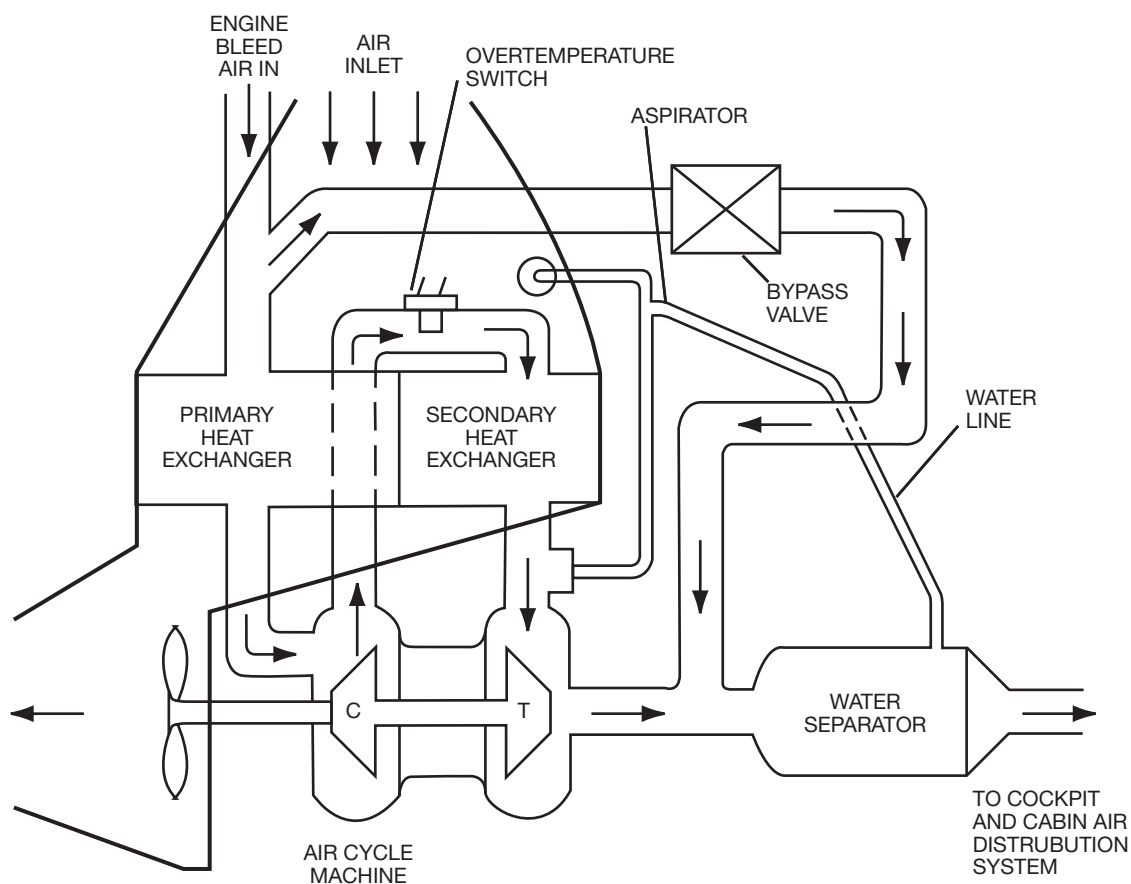 ENGINE
BLEED
AIR IN
AIR
INLET
OVERTEMPERATURE
SWITCH
ASPIRATOR
BYPASS
VALVE
WATER
LINE
PRIMARY
HEAT
EXCHANGER
SECONDARY
HEAT
EXCHANGER
C
T
WATER
SEPARATOR
AIR CYCLE
MACHINE
TO COCKPIT
AND CABIN AIR
DISTRUBUTION
SYSTEM